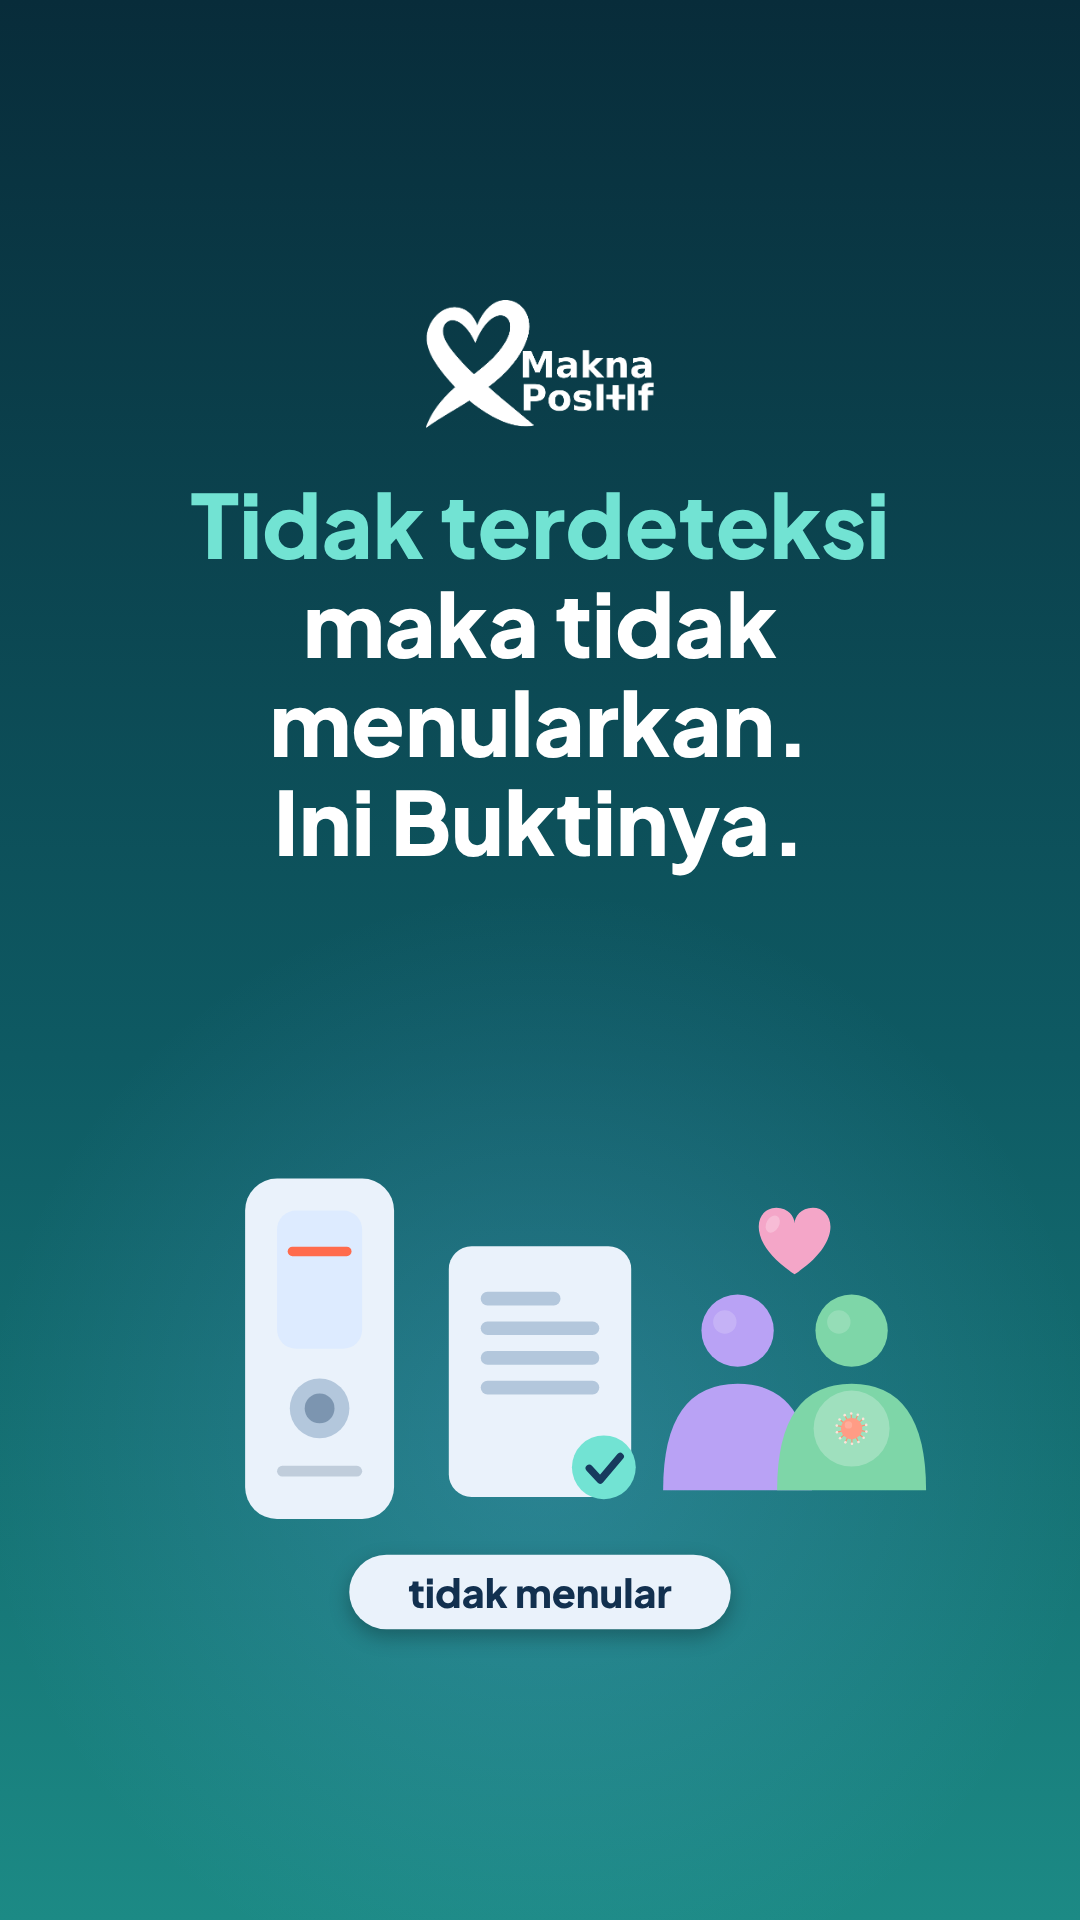 Makna
PosItIf
Tidak terdeteksi
maka tidak
menularkan.
Ini Buktinya.
tidak menular